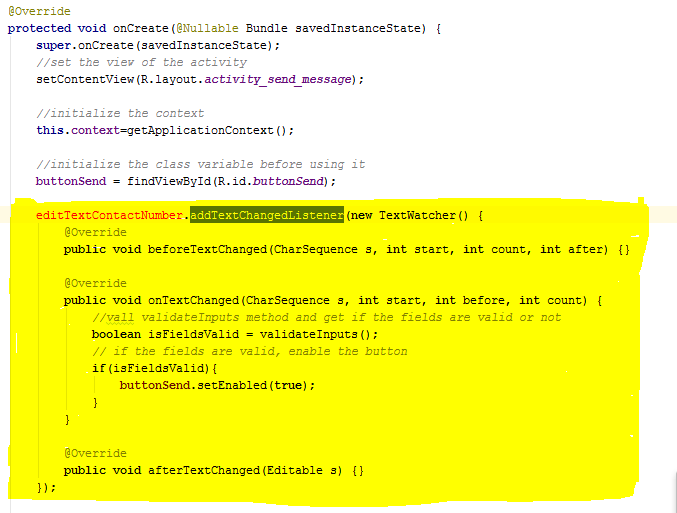 @Override
protected void onCreate(@Nullable Bundle savedInstanceState) {
super.onCreate(savedInstanceState);
//set the view of the activity
setContentView(R.layout.activity_send_message);
//initialize the context
this.context=getApplicationContext();
//initialize the class variable before using it
buttonSend = findViewById(R.id.buttonSend);
editTextContactNumber.addTextChangedListener(new TextWatcher() {
@Override
public void beforeTextChanged(CharSequence s, int start, int count, int after) {}
@Override
public void onTextChanged(CharSequence s, int start, int before, int count) {
//vall validateInputs method and get if the fields are valid or not
boolean isFieldsValid = validateInputs();
// if the fields are valid, enable the button
if(isFieldsValid){
buttonSend.setEnabled(true);
}
}
@Override
public void afterTextChanged(Editable s) {}
});